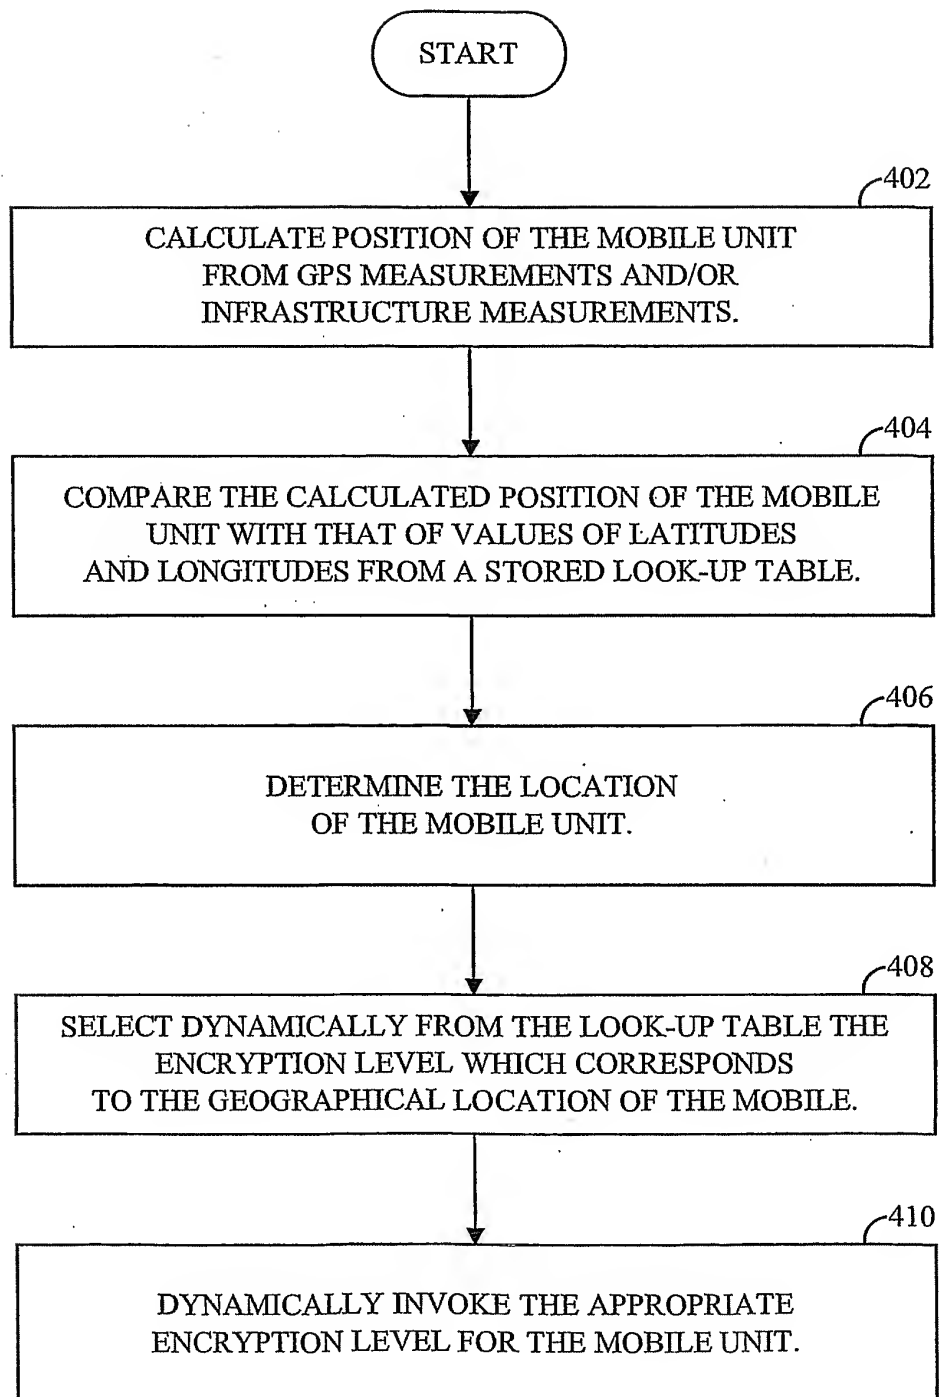 START
402
CALCULATE POSITION OF THE MOBILE UNIT
FROM GPS MEASUREMENTS AND/OR
INFRASTRUCTURE MEASUREMENTS.
404
COMPARE THE CALCULATED POSITION OF THE MOBILE
UNIT WITH THAT OF VALUES OF LATITUDES
AND LONGITUDES FROM A STORED LOOK-UP TABLE.
406
DETERMINE THE LOCATION
OF THE MOBILE UNIT.
408
SELECT DYNAMICALLY FROM THE LOOK-UP TABLE THE
ENCRYPTION LEVEL WHICH CORRESPONDS
TO THE GEOGRAPHICAL LOCATION OF THE MOBILE.
410
DYNAMICALLY INVOKE THE APPROPRIATE
ENCRYPTION LEVEL FOR THE MOBILE UNIT.